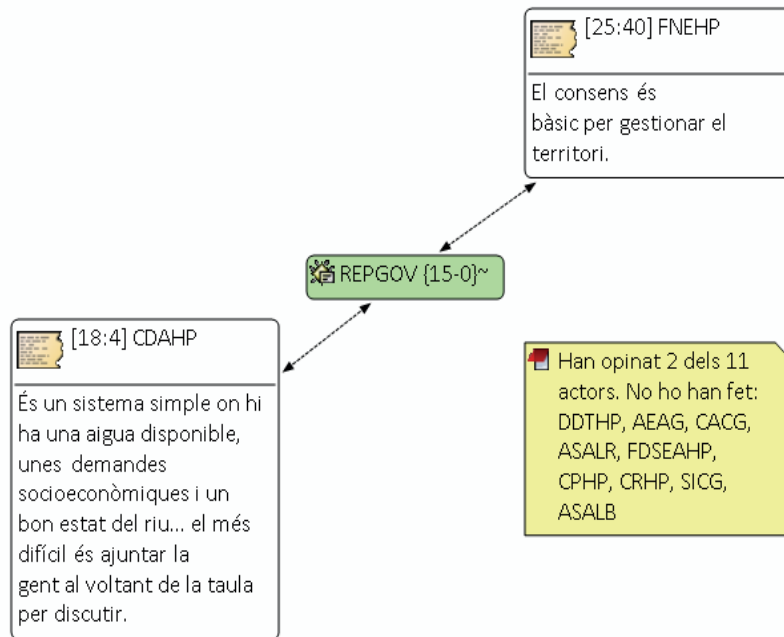 [25:40] FNEHP
El consens és
bàsic per gestionar el
territori.
REPGOV {15-0}~
[18:4] CDAHP
És un sistema simple on hi
ha una aigua disponible,
unes demandes
socioeconòmiques i un
bon estat del riu... el més
difícil és ajuntar la
gent al voltant de la taula
per discutir.
Han opinat 2 dels 11
actors. No ho han fet:
DDTHP, AEAG, CACG,
ASALR, FDSEAHP,
CPHP, CRHP, SICG,
ASALB